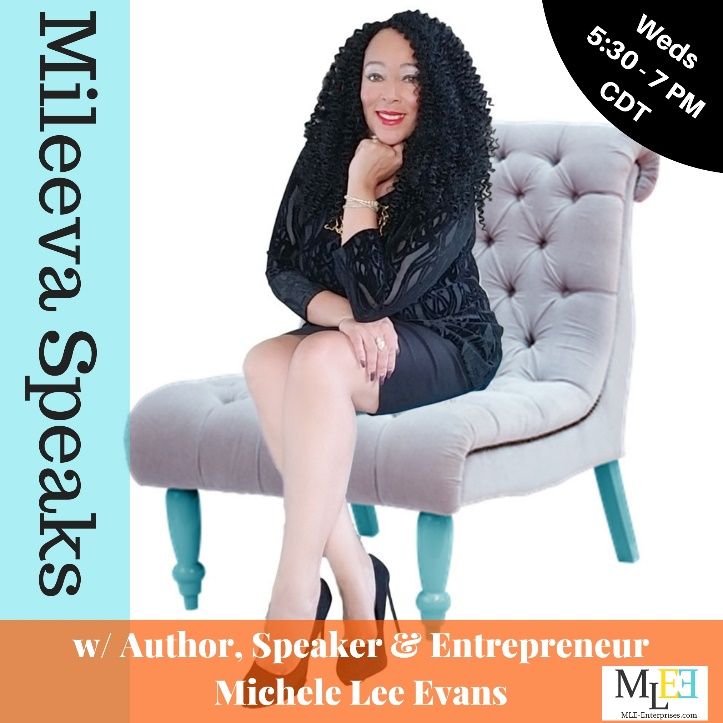 Mileeva Speaks
Weds
5:30 - 7 PM
CDT
w/ Author, Speaker & Entrepreneur
Michele Lee Evans
MLEE
MLE-Enterprises.com